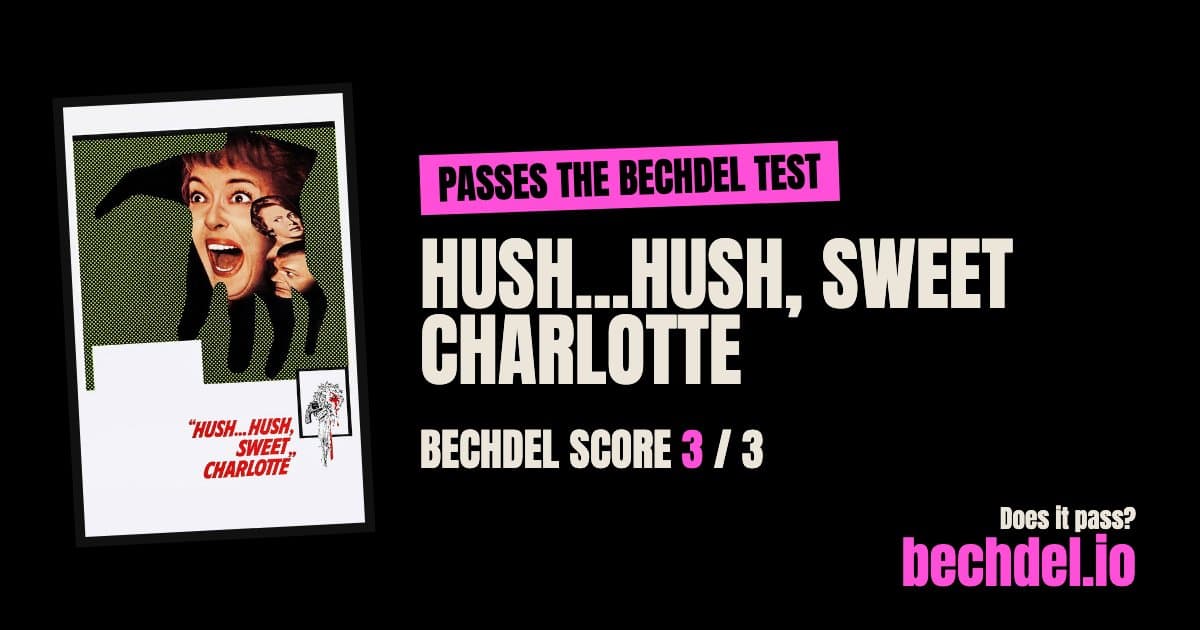 PASSES THE BECHDEL TEST
HUSH...HUSH, SWEET
CHARLOTTE
BECHDEL SCORE 3 / 3
"HUSH...HUSH,
SWEET
CHARLOTTE"
Does it pass?
bechdel.io